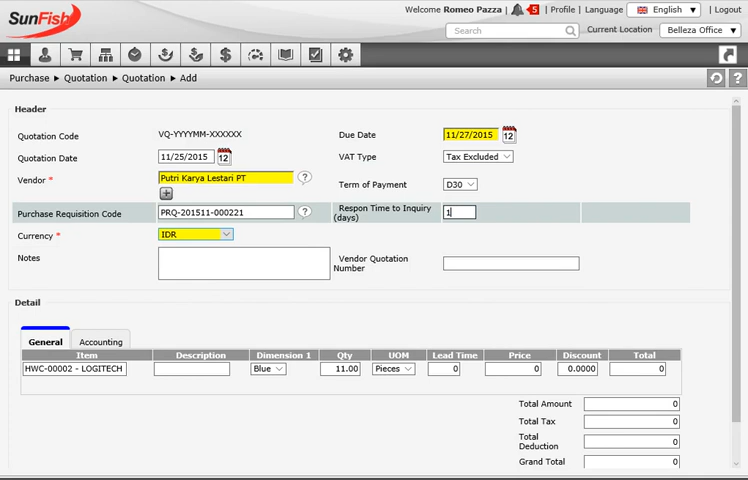 SunFish
Welcome Romeo Pazza | 5 | Profile | Language English ▼ | Logout
Search Current Location Belleza Office ▼
Purchase ▶ Quotation ▶ Quotation ▶ Add ?
Header
Quotation Code VQ-YYYYMM-XXXXXX Due Date 11/27/2015 12
Quotation Date 11/25/2015 12 VAT Type Tax Excluded
Vendor * Putri Karya Lestari PT ? Term of Payment D30
+
Purchase Requisition Code PRQ-201511-000221 ? Respon Time to Inquiry (days) 1
Currency * IDR
Notes Vendor Quotation Number
Detail
General Accounting
Item Description Dimension 1 Qty UOM Lead Time Price Discount Total
HWC-00002 - LOGITECH Blue 11.00 Pieces 0 0 0.0000 0
Total Amount 0
Total Tax 0
Total Deduction 0
Grand Total 0